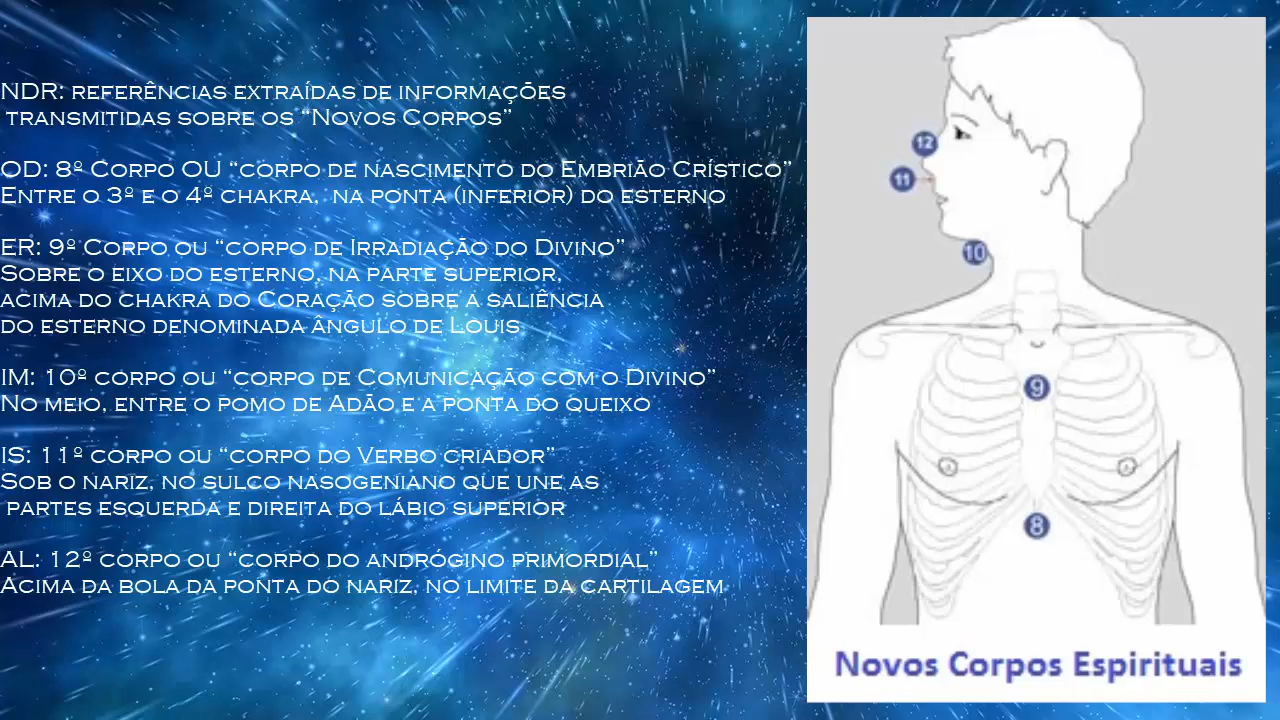 NDR: REFERÊNCIAS EXTRAÍDAS DE INFORMAÇÕES
TRANSMITIDAS SOBRE OS “NOVOS CORPOS”
OD: 8º CORPO OU “CORPO DE NASCIMENTO DO EMBRIÃO CRÍSTICO”
ENTRE O 3º E O 4º CHAKRA, NA PONTA (INFERIOR) DO ESTERNO
ER: 9º CORPO OU “CORPO DE IRRADIAÇÃO DO DIVINO”
SOBRE O EIXO DO ESTERNO, NA PARTE SUPERIOR,
ACIMA DO CHAKRA DO CORAÇÃO SOBRE A SALIÊNCIA
DO ESTERNO DENOMINADA ÂNGULO DE LOUIS
IM: 10º CORPO OU “CORPO DE COMUNICAÇÃO COM O DIVINO”
NO MEIO, ENTRE O POMO DE ADÃO E A PONTA DO QUEIXO
IS: 11º CORPO OU “CORPO DO VERBO CRIADOR”
SOB O NARIZ, NO SULCO NASOGENIANO QUE UNE AS
PARTES ESQUERDA E DIREITA DO LÁBIO SUPERIOR
AL: 12º CORPO OU “CORPO DO ANDRÓGINO PRIMORDIAL”
ACIMA DA BOLA DA PONTA DO NARIZ, NO LIMITE DA CARTILAGEM
12
11
10
9
8
Novos Corpos Espirituais